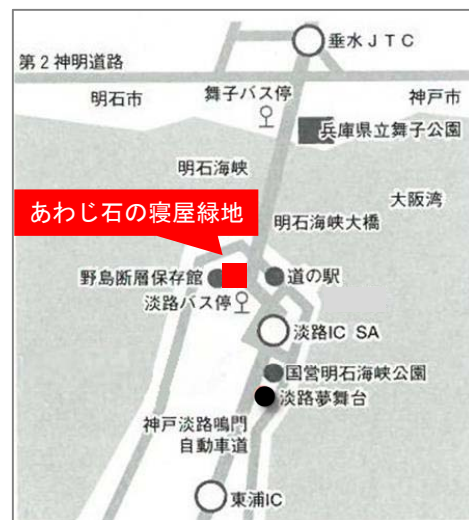 垂水JTC
第2神明道路
明石市
舞子バス停
神戸市
兵庫県立舞子公園
明石海峡
大阪湾
あわじ石の寝屋緑地
明石海峡大橋
野島断層保存館
道の駅
淡路バス停
淡路IC SA
国営明石海峡公園
淡路夢舞台
神戸淡路鳴門
自動車道
東浦IC